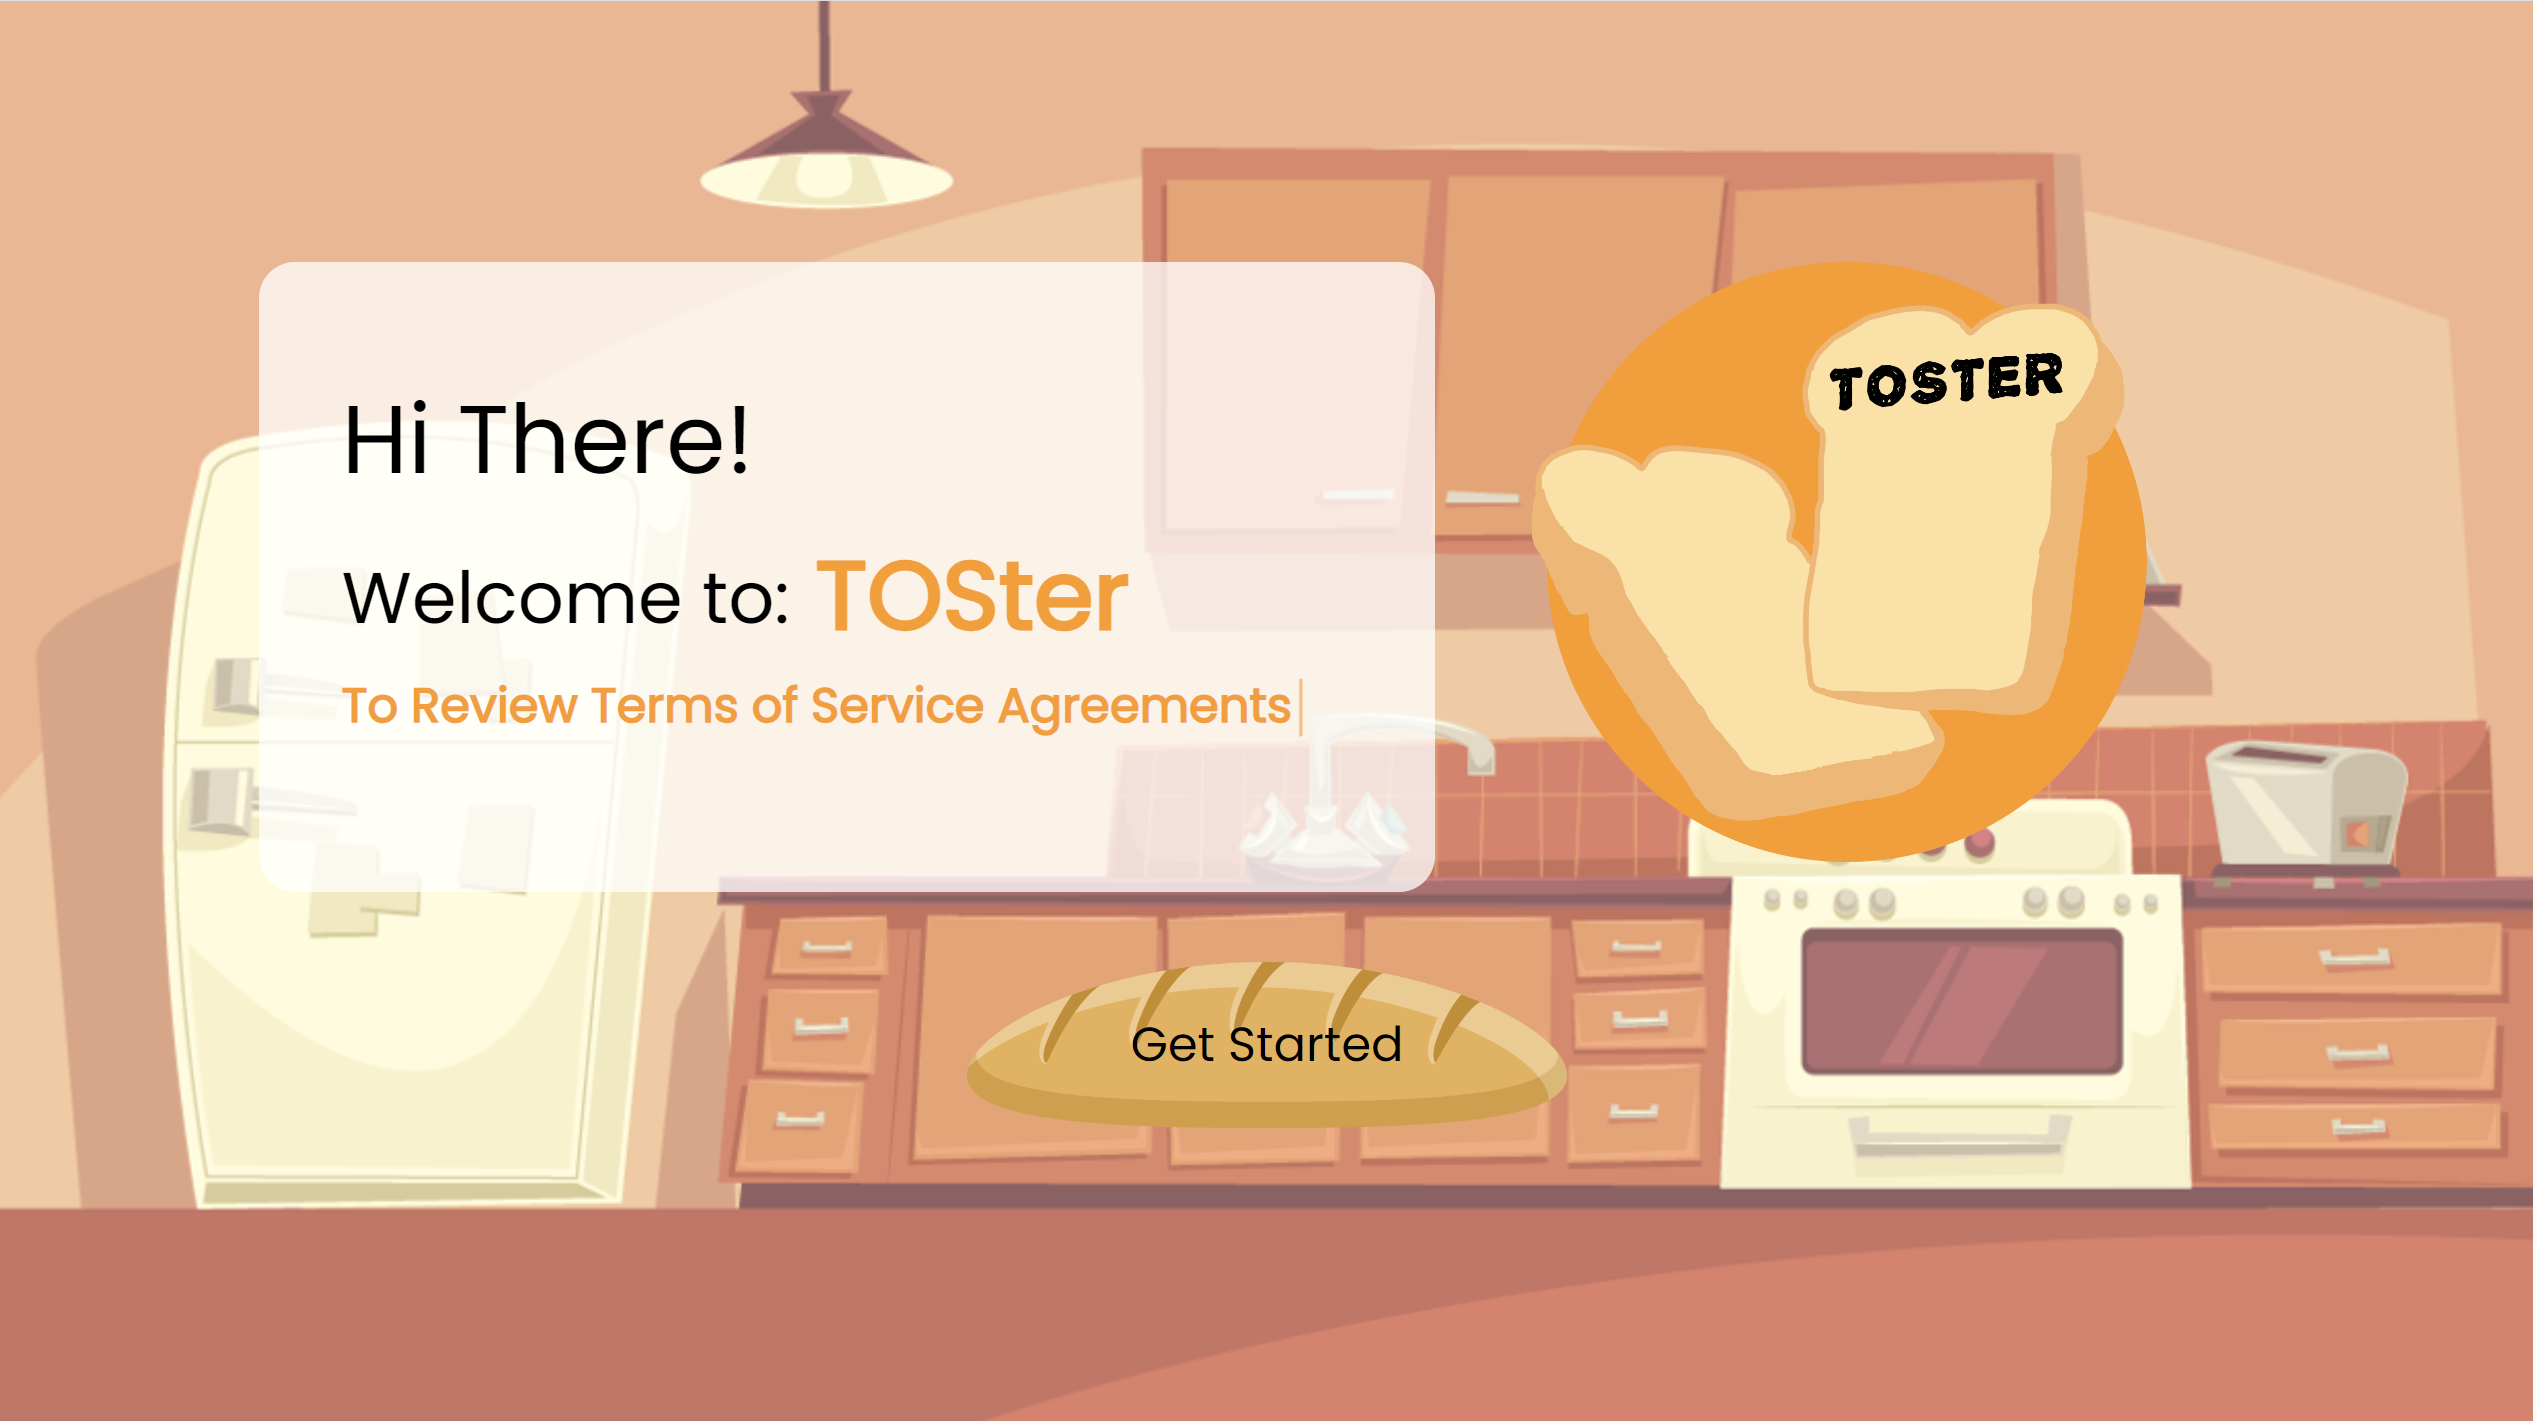 Hi There!
Welcome to: TOSter
To Review Terms of Service Agreements
TOSTER
Get Started